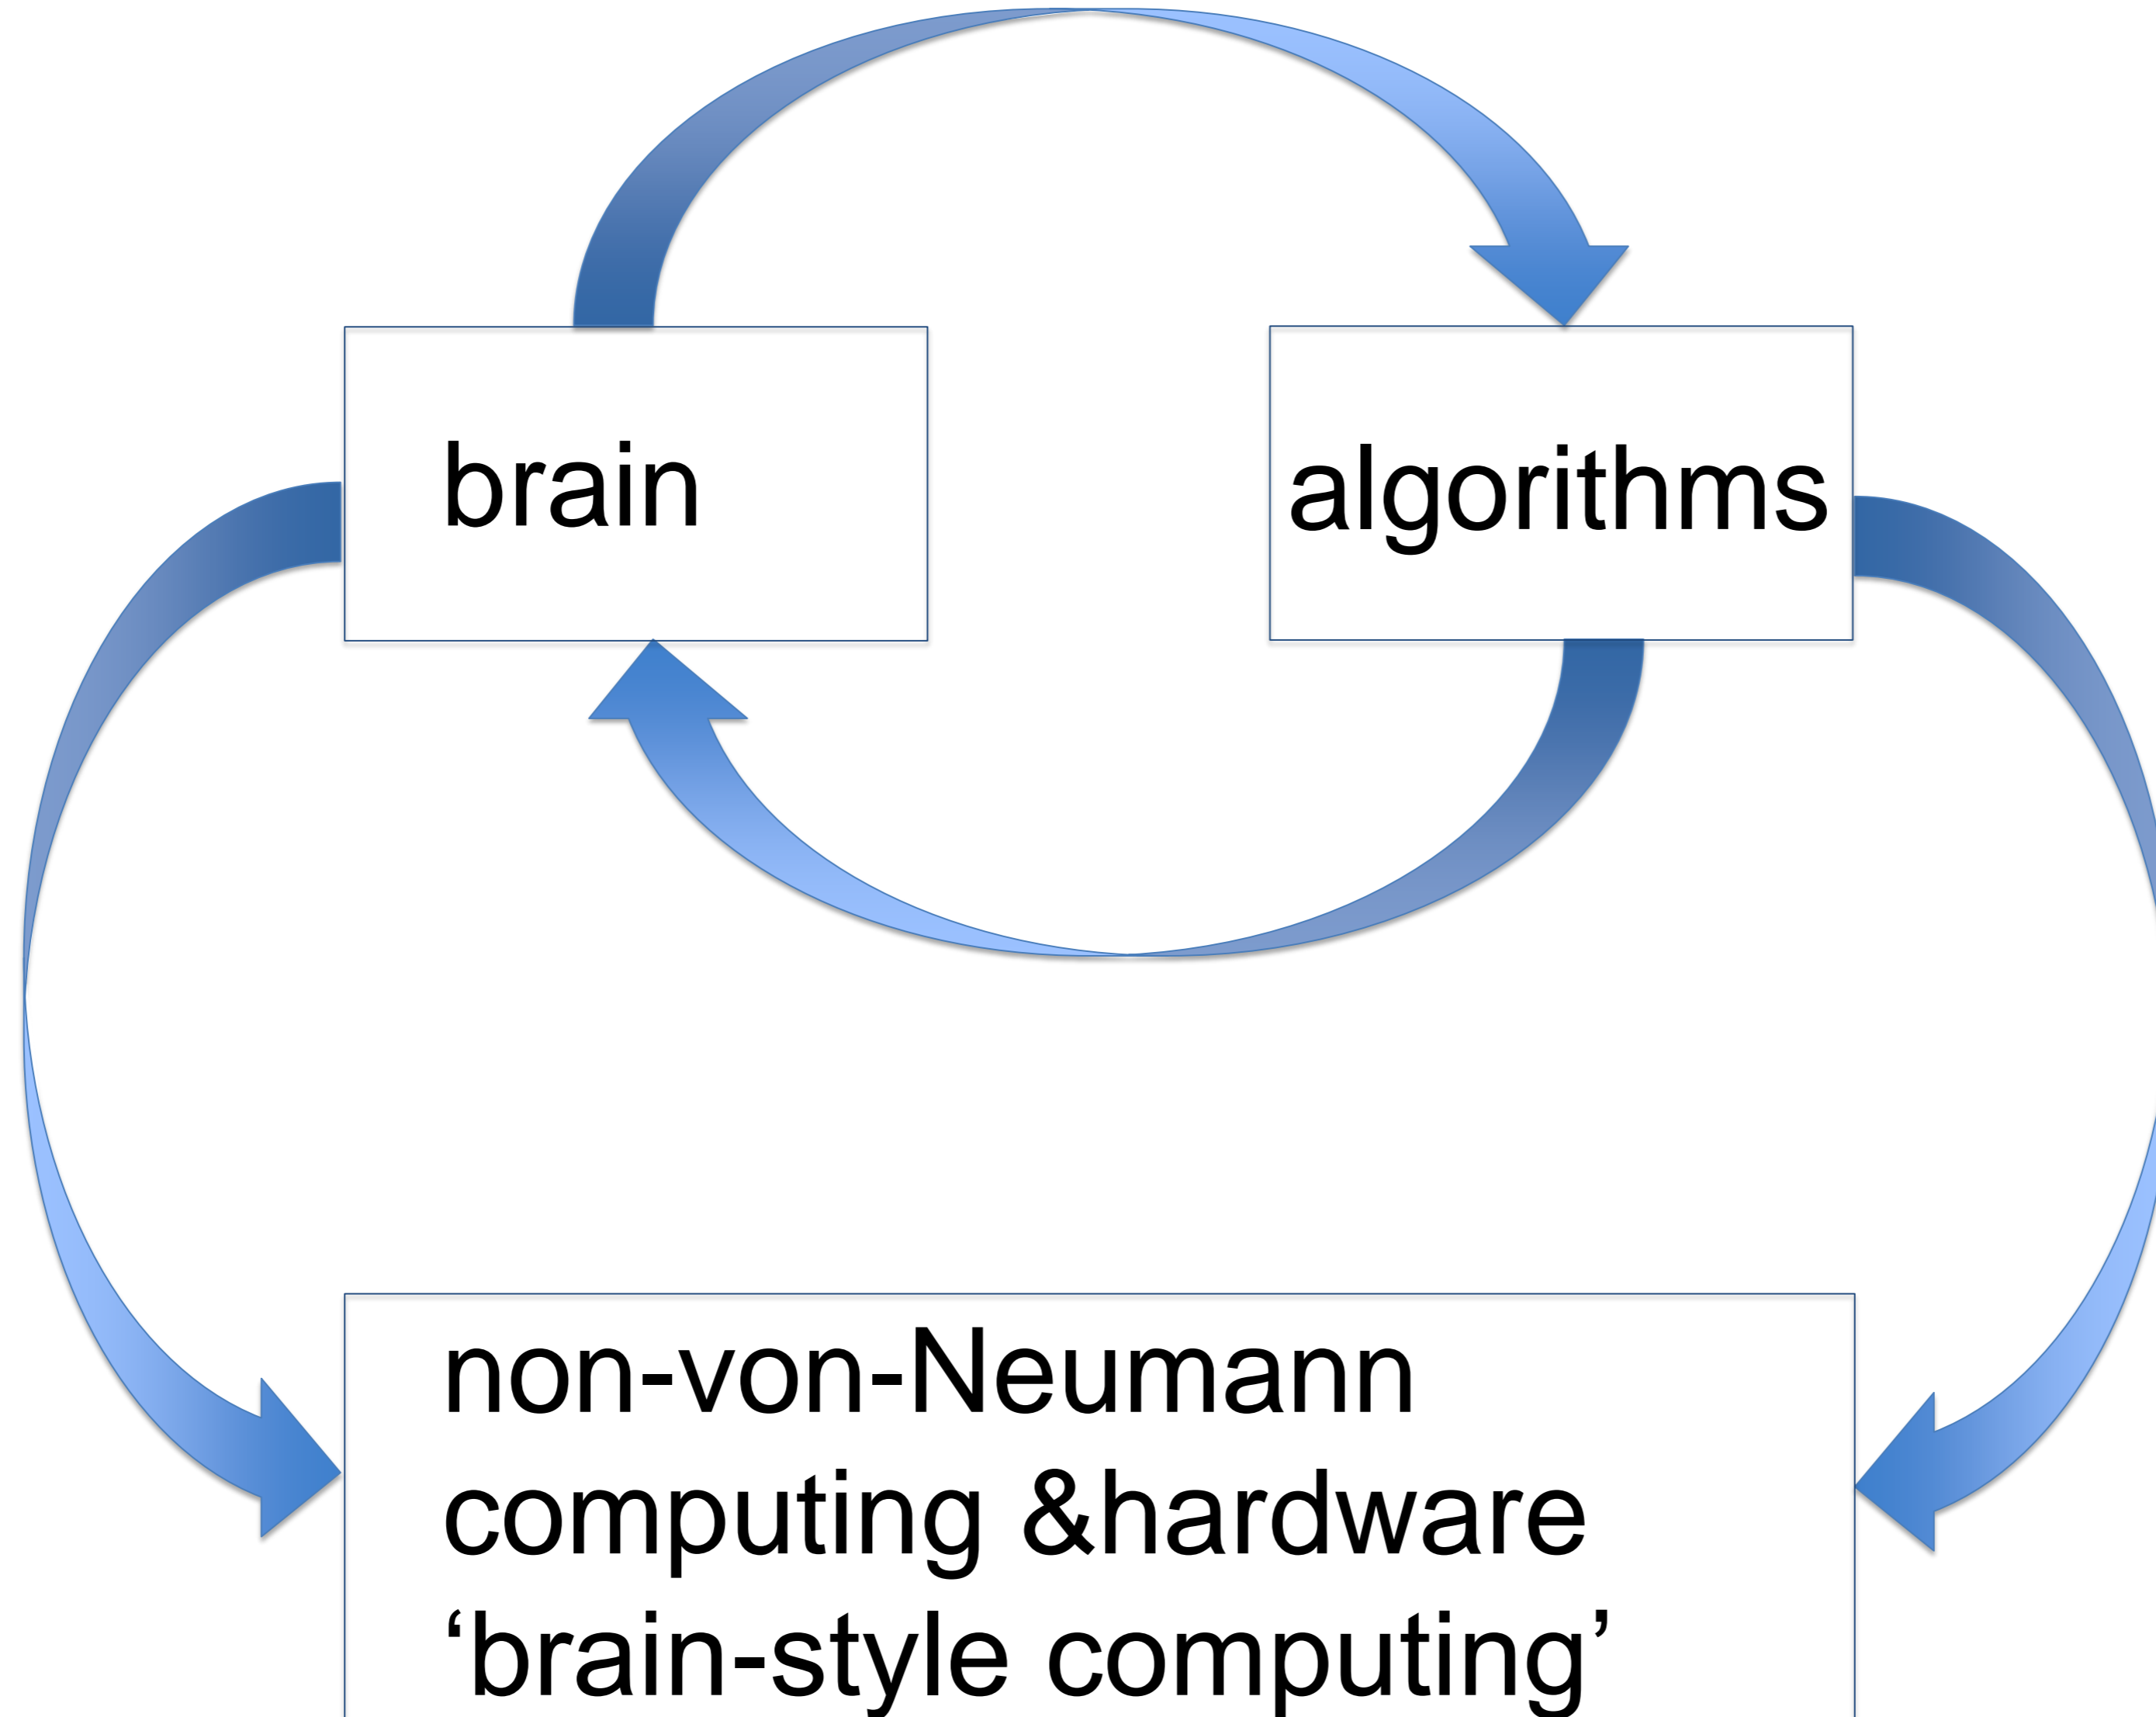 brain
algorithms
non-von-Neumann
computing &hardware
‘brain-style computing’